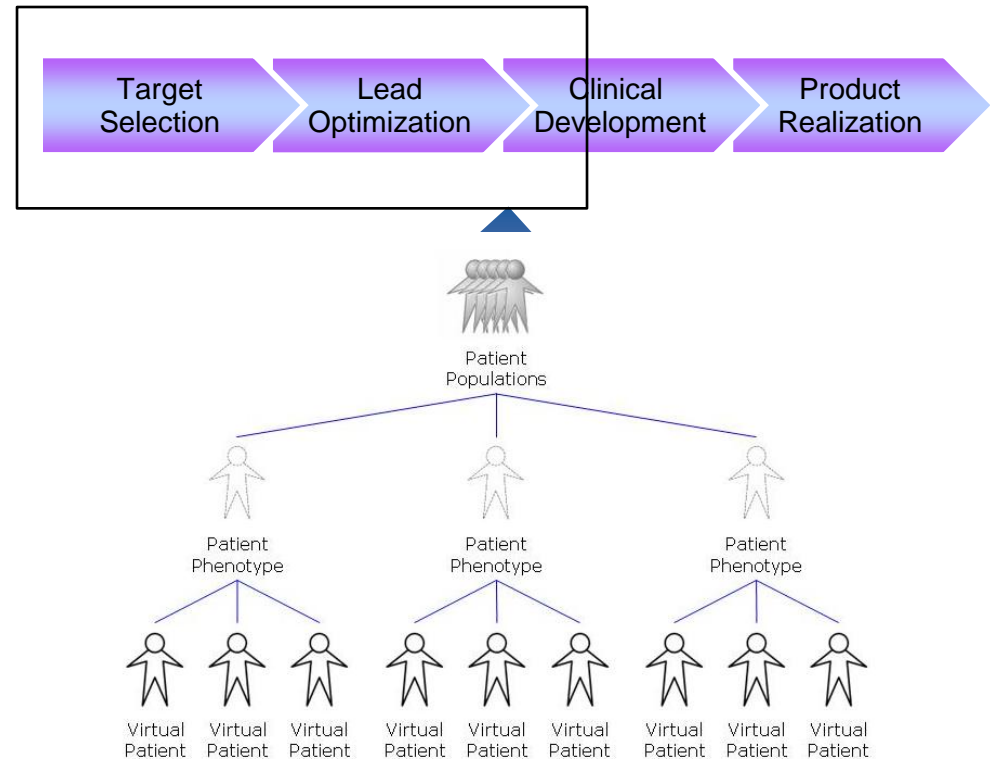 Target
Selection
Lead
Optimization
Clinical
Development
Product
Realization
Patient
Populations
Patient
Phenotype
Patient
Phenotype
Patient
Phenotype
Virtual
Patient
Virtual
Patient
Virtual
Patient
Virtual
Patient
Virtual
Patient
Virtual
Patient
Virtual
Patient
Virtual
Patient
Virtual
Patient